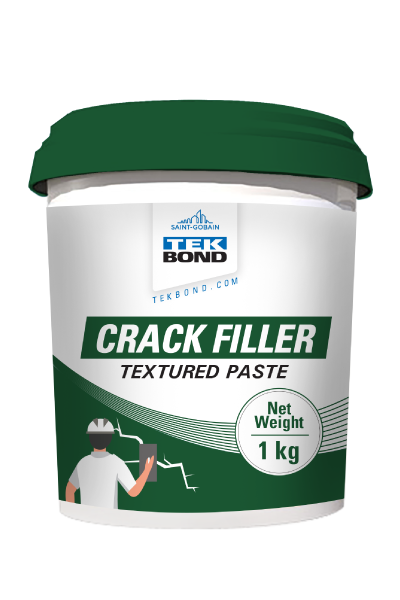 SAINT-GOBAIN
TEK
BOND
TEKBOND.COM
CRACK FILLER
TEXTURED PASTE
Net
Weight
1 kg